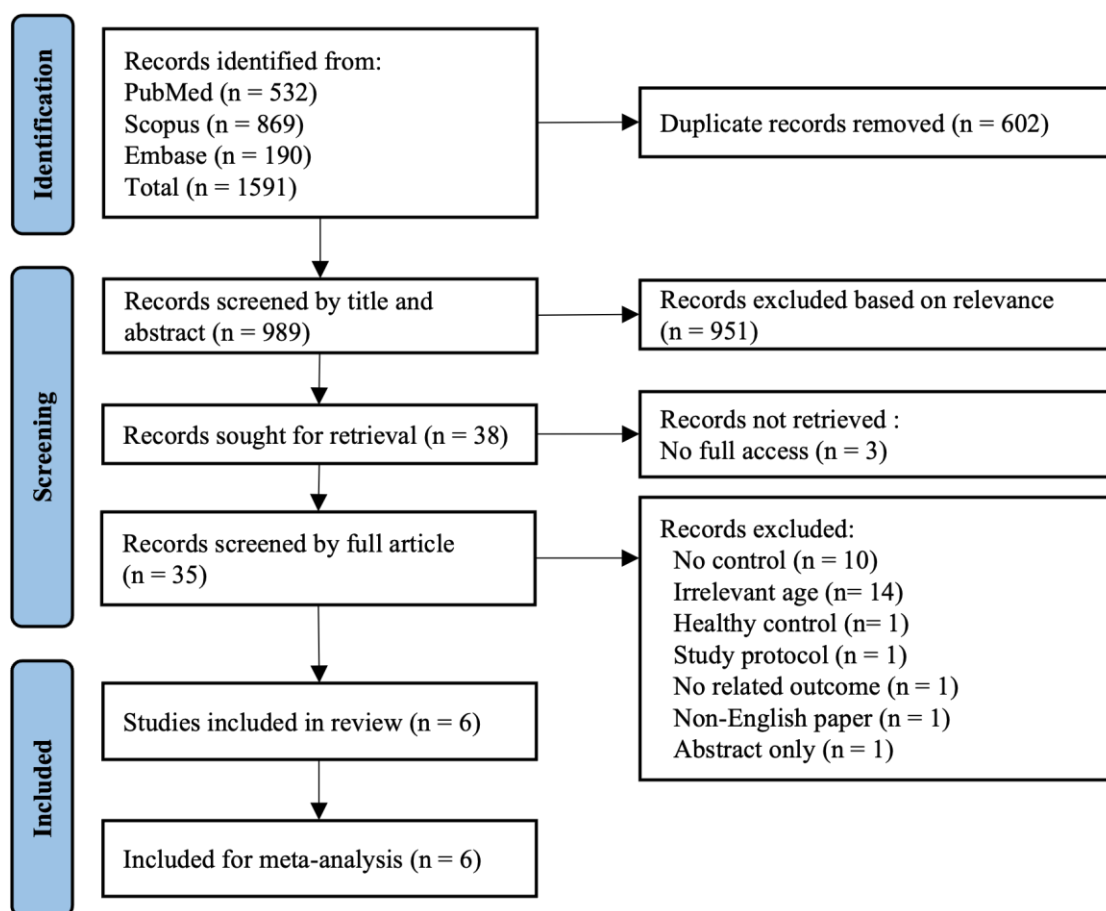 Identification
Records identified from:
PubMed (n = 532)
Scopus (n = 869)
Embase (n = 190)
Total (n = 1591)
Duplicate records removed (n = 602)
Screening
Records screened by title and
abstract (n = 989)
Records excluded based on relevance
(n = 951)
Records sought for retrieval (n = 38)
Records not retrieved :
No full access (n = 3)
Records screened by full article
(n = 35)
Records excluded:
No control (n = 10)
Irrelevant age (n= 14)
Healthy control (n= 1)
Study protocol (n = 1)
No related outcome (n = 1)
Non-English paper (n = 1)
Abstract only (n = 1)
Included
Studies included in review (n = 6)
Included for meta-analysis (n = 6)